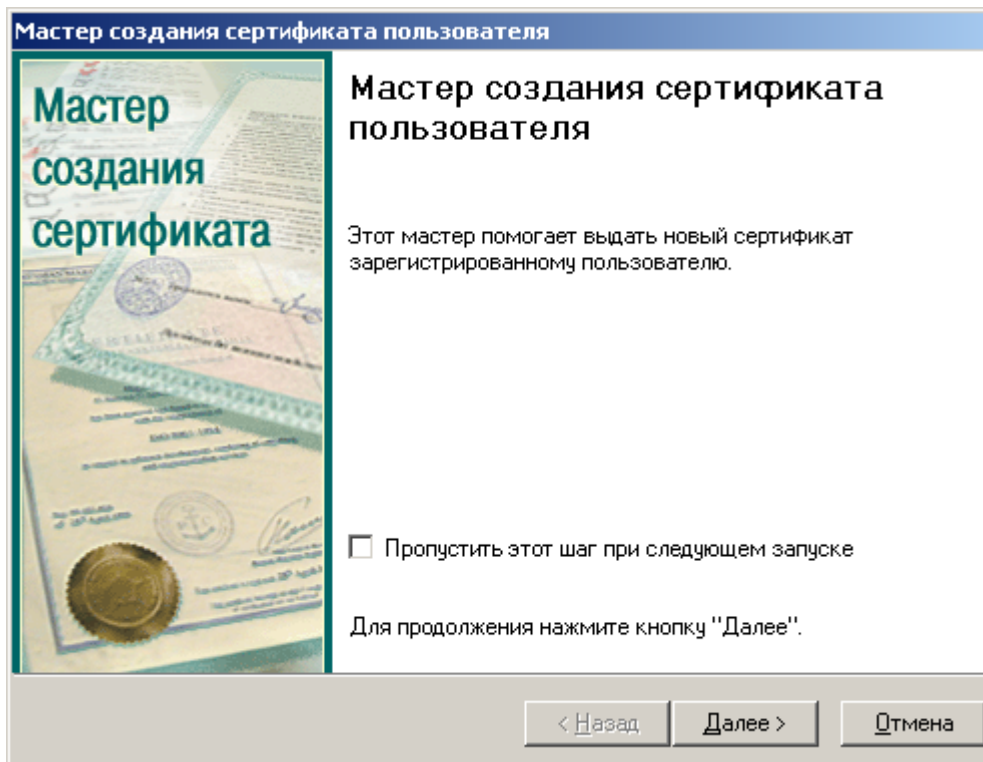 Мастер создания сертификата пользователя
Мастер
создания
сертификата
Мастер создания сертификата
пользователя
Этот мастер помогает выдать новый сертификат
зарегистрированному пользователю.
Пропустить этот шаг при следующем запуске
Для продолжения нажмите кнопку "Далее".
< Назад
Далее >
Отмена